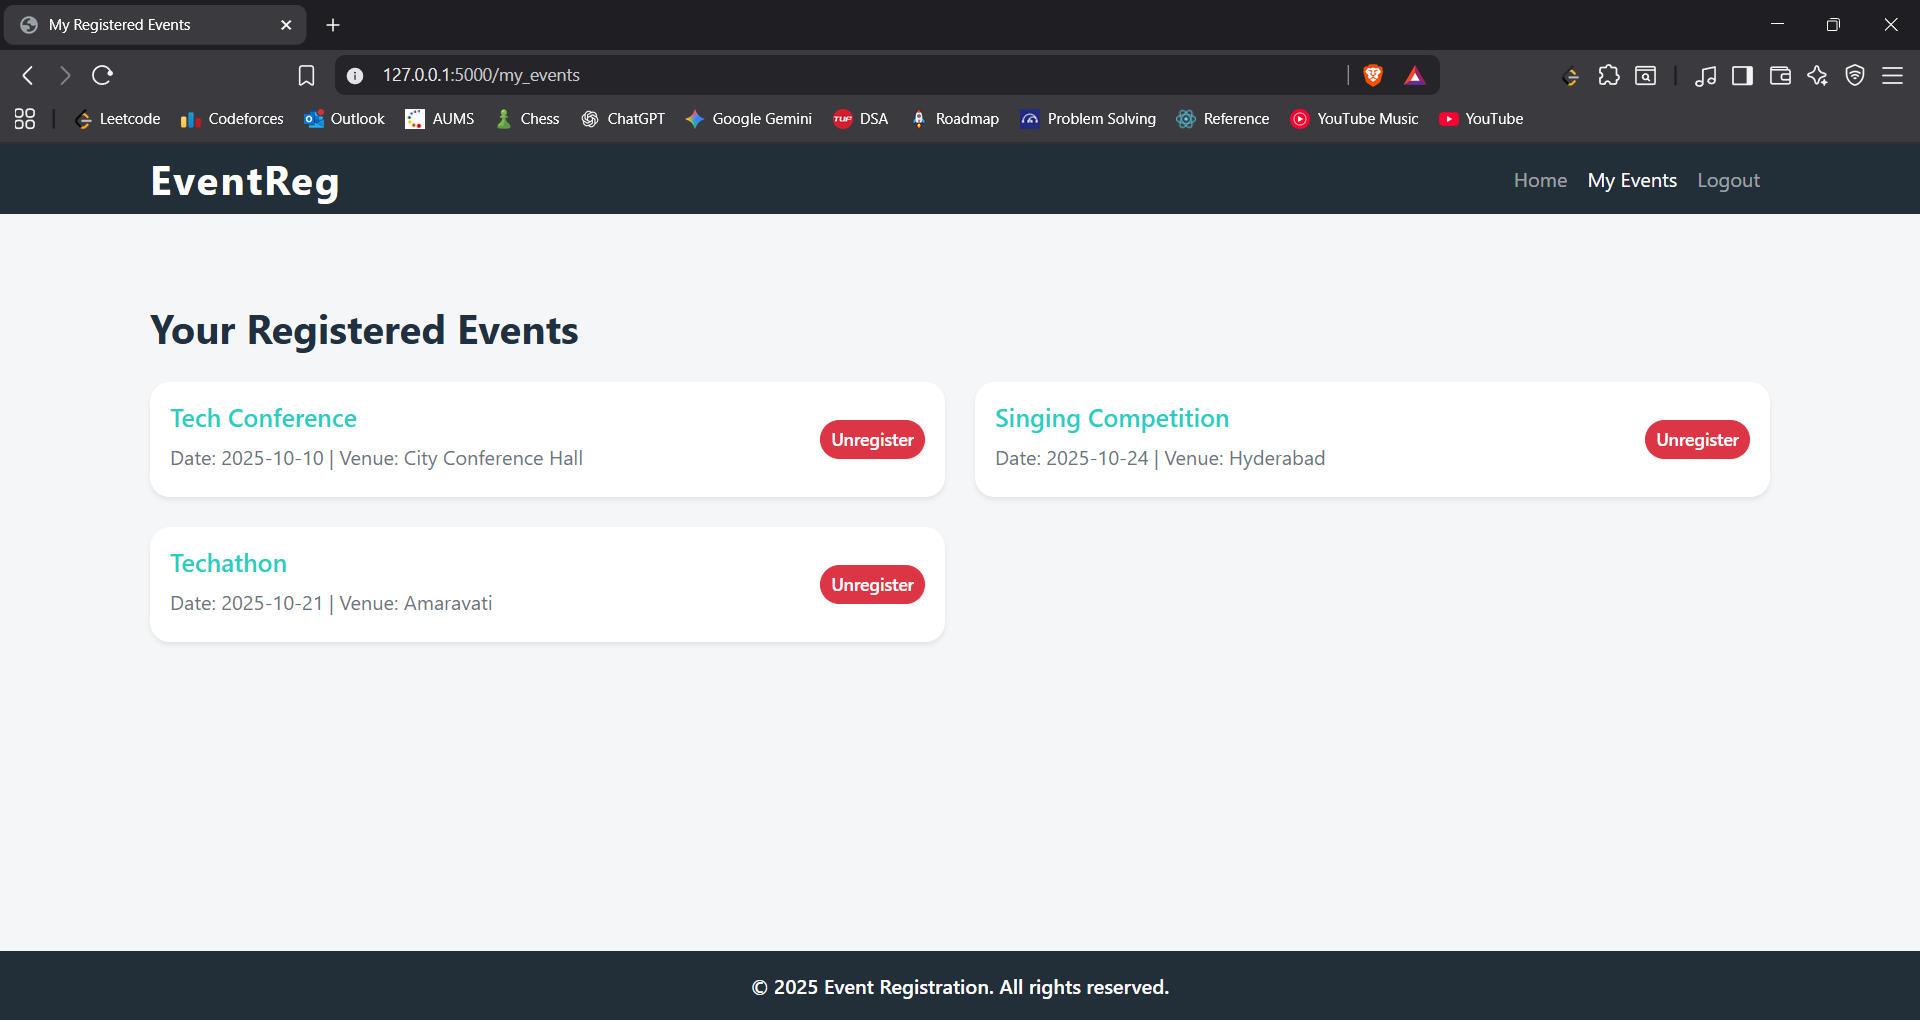 My Registered Events
127.0.0.1:5000/my_events
Leetcode Codeforces Outlook AUMS Chess ChatGPT Google Gemini TUF DSA Roadmap Problem Solving Reference YouTube Music YouTube
EventReg Home My Events Logout
Your Registered Events
Tech Conference
Date: 2025-10-10 | Venue: City Conference Hall
Unregister
Singing Competition
Date: 2025-10-24 | Venue: Hyderabad
Unregister
Techathon
Date: 2025-10-21 | Venue: Amaravati
Unregister
© 2025 Event Registration. All rights reserved.